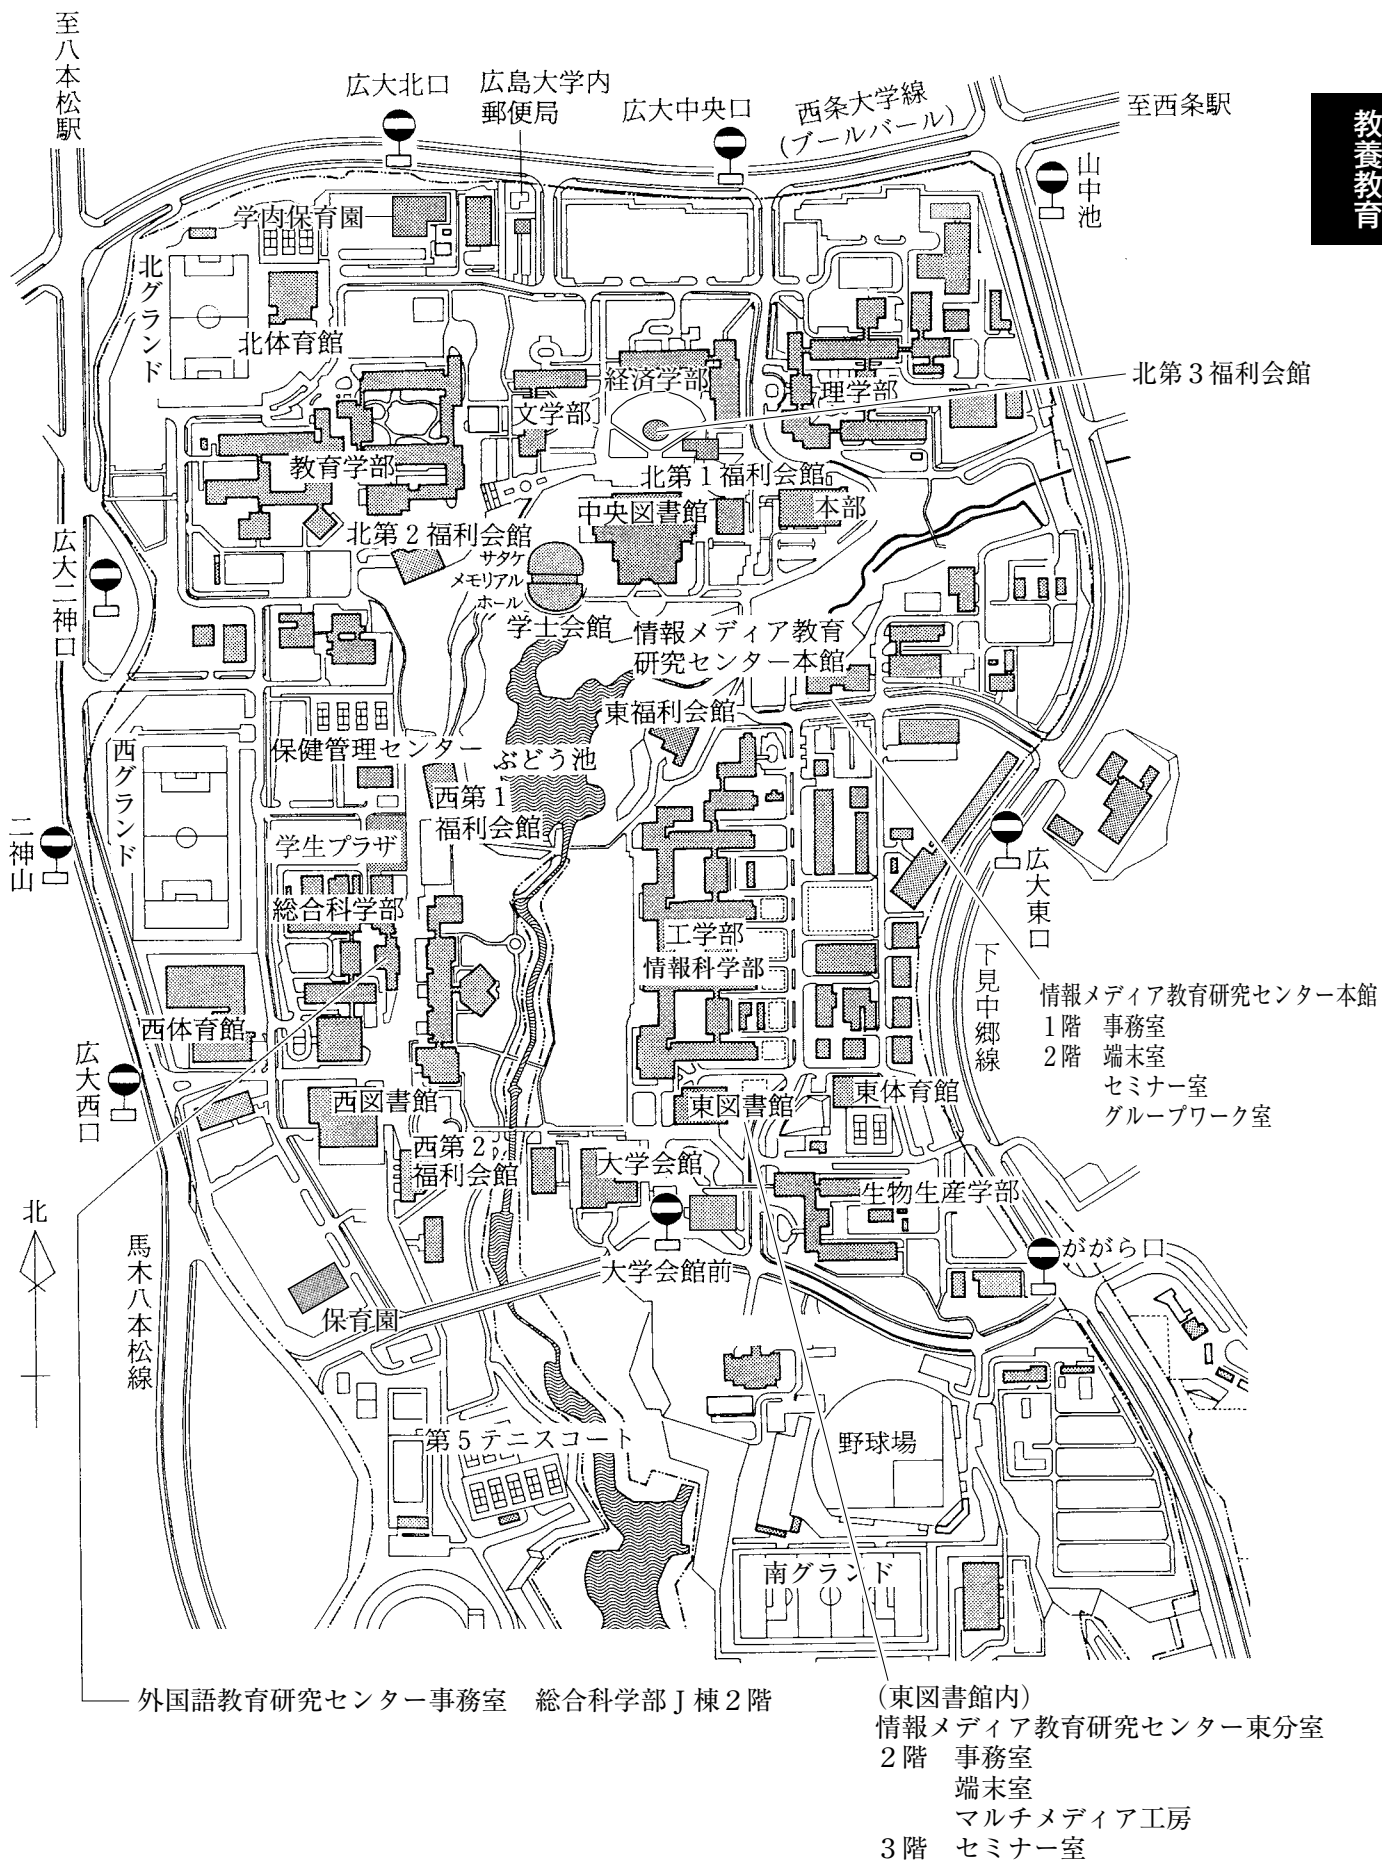 至八本松駅
広大北口
広島大学内
郵便局
広大中央口
西条大学線
(ブールバール)
至西条駅
教養教育
山中池
学内保育園
北グランド
北体育館
経済学部
理学部
北第３福利会館
文学部
教育学部
北第１福利会館
中央図書館
本部
北第２福利会館
サタケ
メモリアル
ホール
学士会館
広大二神口
情報メディア教育
研究センター本館
東福利会館
西グランド
保健管理センター
ぶどう池
西第１
福利会館
二神山
学生プラザ
広大東口
総合科学部
工学部
情報科学部
下見中郷線
情報メディア教育研究センター本館
１階　事務室
２階　端末室
セミナー室
グループワーク室
西体育館
広大西口
西図書館
東図書館
東体育館
西第２
福利会館
大学会館
生物生産学部
北
馬木八本松線
ががら口
大学会館前
保育園
第５テニスコート
野球場
南グランド
外国語教育研究センター事務室　総合科学部Ｊ棟２階
(東図書館内)
情報メディア教育研究センター東分室
２階　事務室
端末室
マルチメディア工房
３階　セミナー室